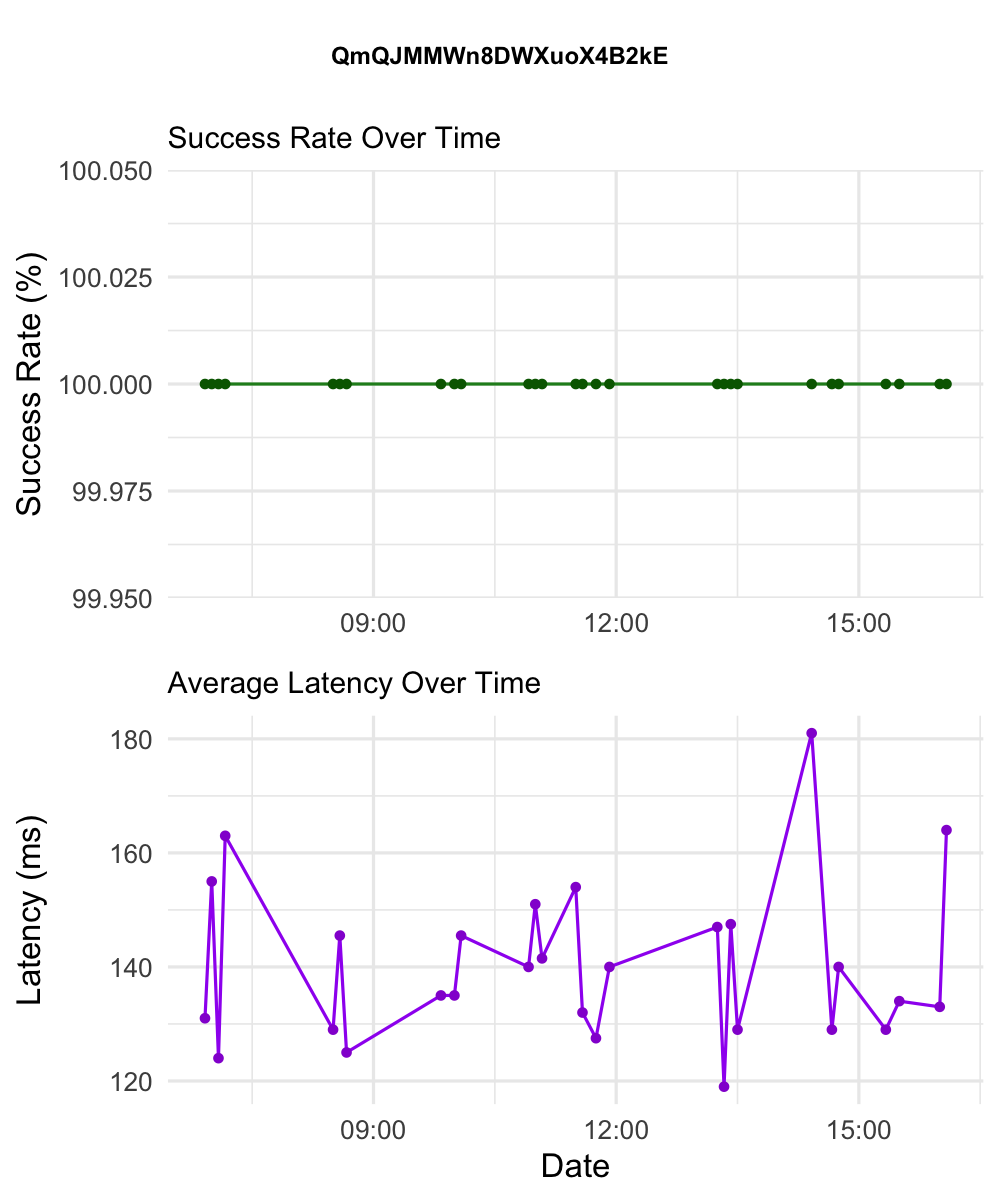 QmQJMMWn8DWXuoX4B2kE
Success Rate Over Time
Success Rate (%)
100.050
100.025
100.000
99.975
99.950
09:00 12:00 15:00
Average Latency Over Time
Latency (ms)
180
160
140
120
09:00 12:00 15:00
Date